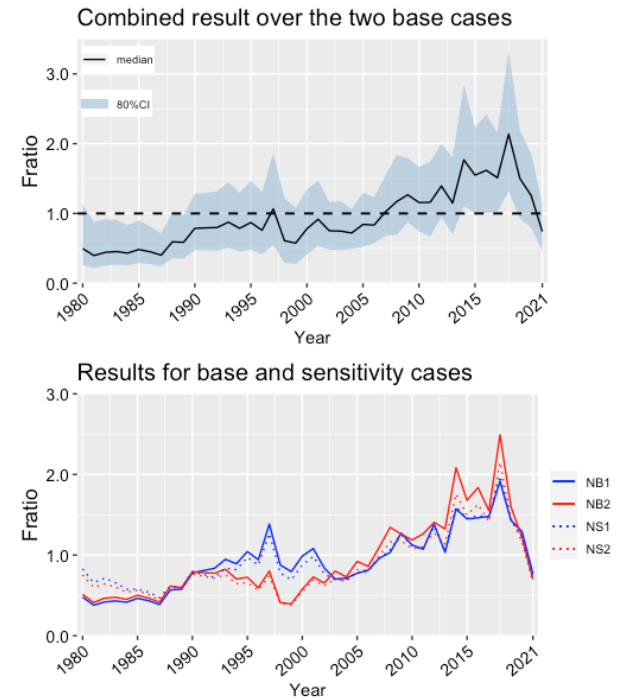 Combined result over the two base cases
median
80%CI
3.0
2.0
1.0
0.0
Fratio
1980
1985
1990
1995
2000
2005
2010
2015
2021
Year
Results for base and sensitivity cases
3.0
2.0
1.0
0.0
Fratio
NB1
NB2
NS1
NS2
1980
1985
1990
1995
2000
2005
2010
2015
2021
Year